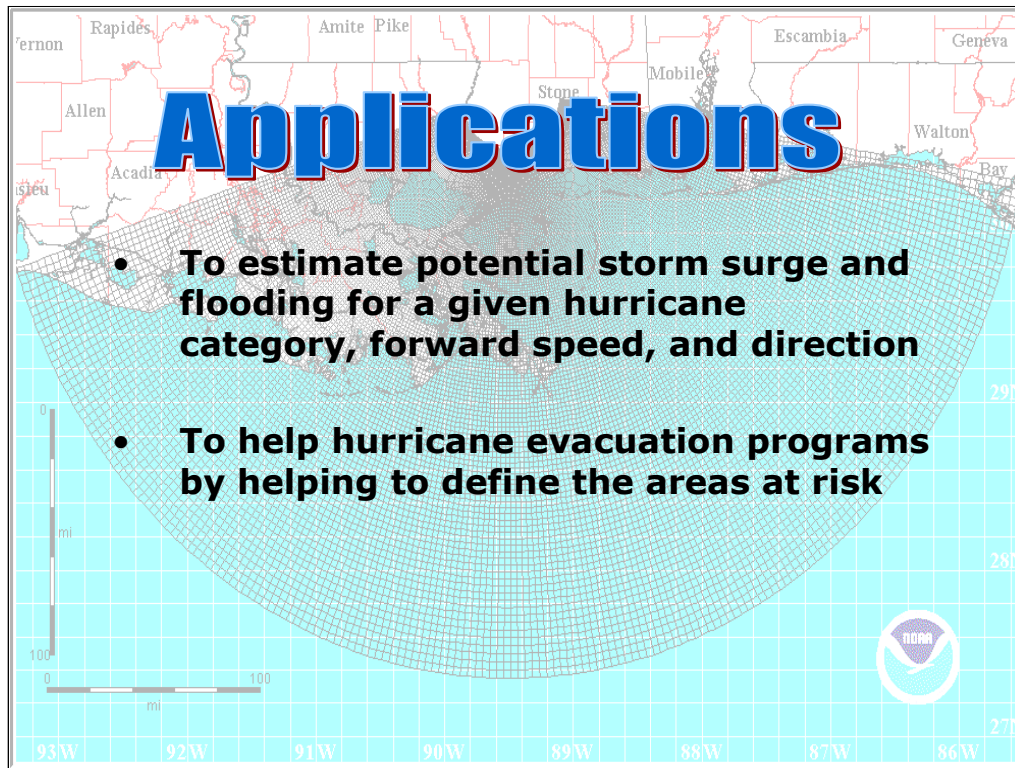 Rapides
Amite Pike
Escambia
Geneva
ernon
Mobile
Stone
Allen
Applications
Walton
Acadia
Bay
• To estimate potential storm surge and
flooding for a given hurricane
category, forward speed, and direction
29N
0
• To help hurricane evacuation programs
by helping to define the areas at risk
mi
28N
NOAA
100
0 100
mi
27N
93W 92W 91W 90W 89W 88W 87W 86W